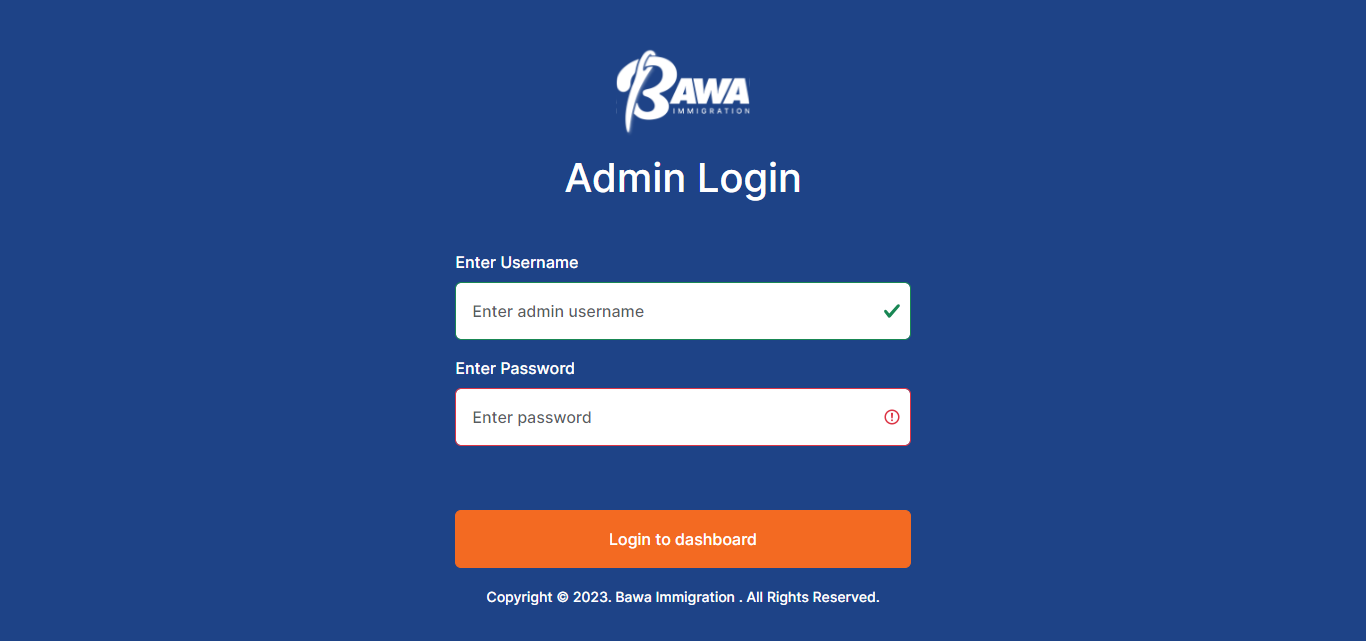 BAWA
IMMIGRATION
Admin Login
Enter Username
Enter admin username
Enter Password
Enter password
Login to dashboard
Copyright © 2023. Bawa Immigration . All Rights Reserved.